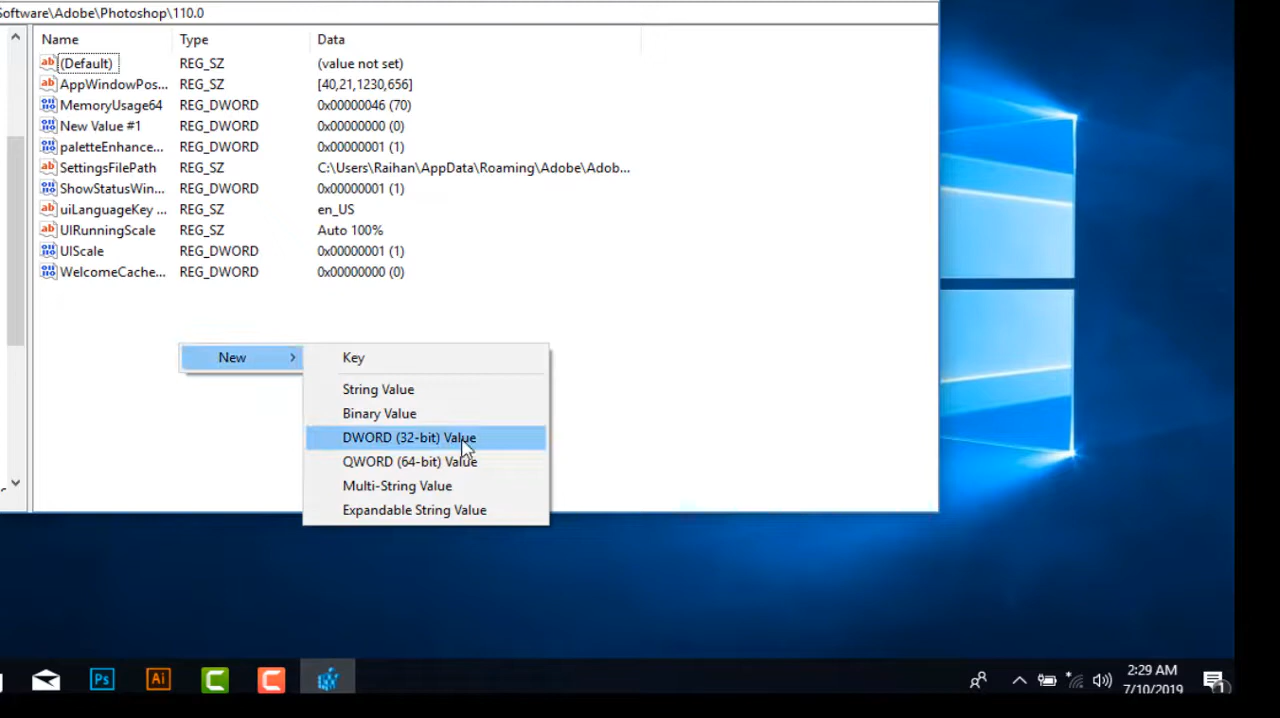 Software\Adobe\Photoshop\110.0
Name Type Data
(Default) REG_SZ (value not set)
AppWindowPos... REG_SZ [40,21,1230,656]
MemoryUsage64 REG_DWORD 0x00000046 (70)
New Value #1 REG_DWORD 0x00000000 (0)
paletteEnhance... REG_DWORD 0x00000001 (1)
SettingsFilePath REG_SZ C:\Users\Raihan\AppData\Roaming\Adobe\Adob...
ShowStatusWin... REG_DWORD 0x00000001 (1)
uiLanguageKey ... REG_SZ en_US
UIRunningScale REG_SZ Auto 100%
UIScale REG_DWORD 0x00000001 (1)
WelcomeCache... REG_DWORD 0x00000000 (0)
New
Key
String Value
Binary Value
DWORD (32-bit) Value
QWORD (64-bit) Value
Multi-String Value
Expandable String Value
Ps Ai
2:29 AM
7/10/2019
1